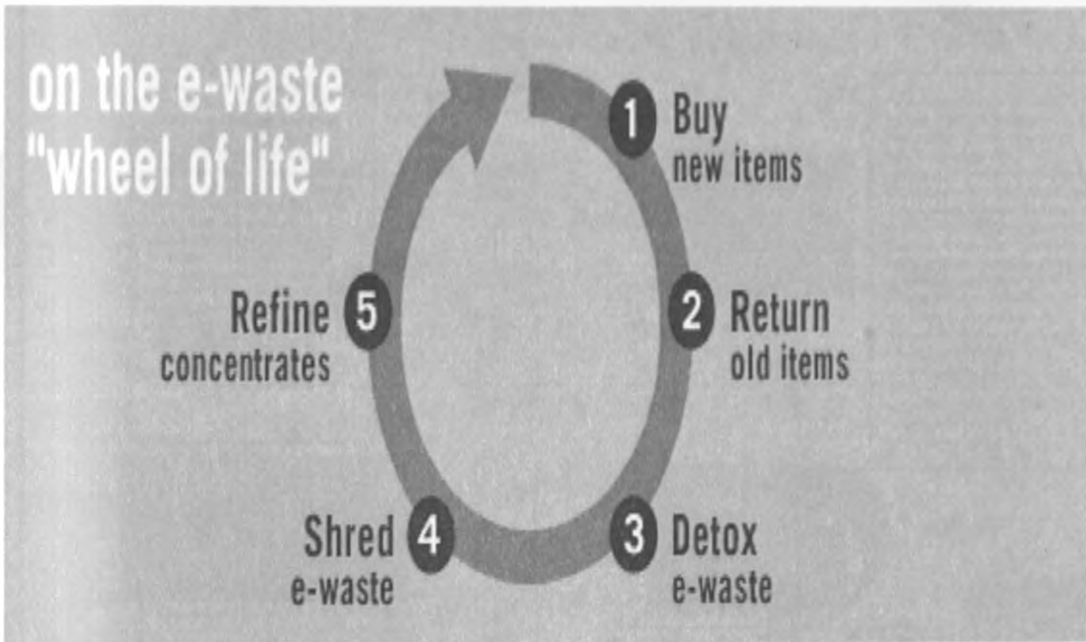 on the e-waste
"wheel of life"
1 Buy
new items
2 Return
old items
3 Detox
e-waste
4 Shred
e-waste
5 Refine
concentrates